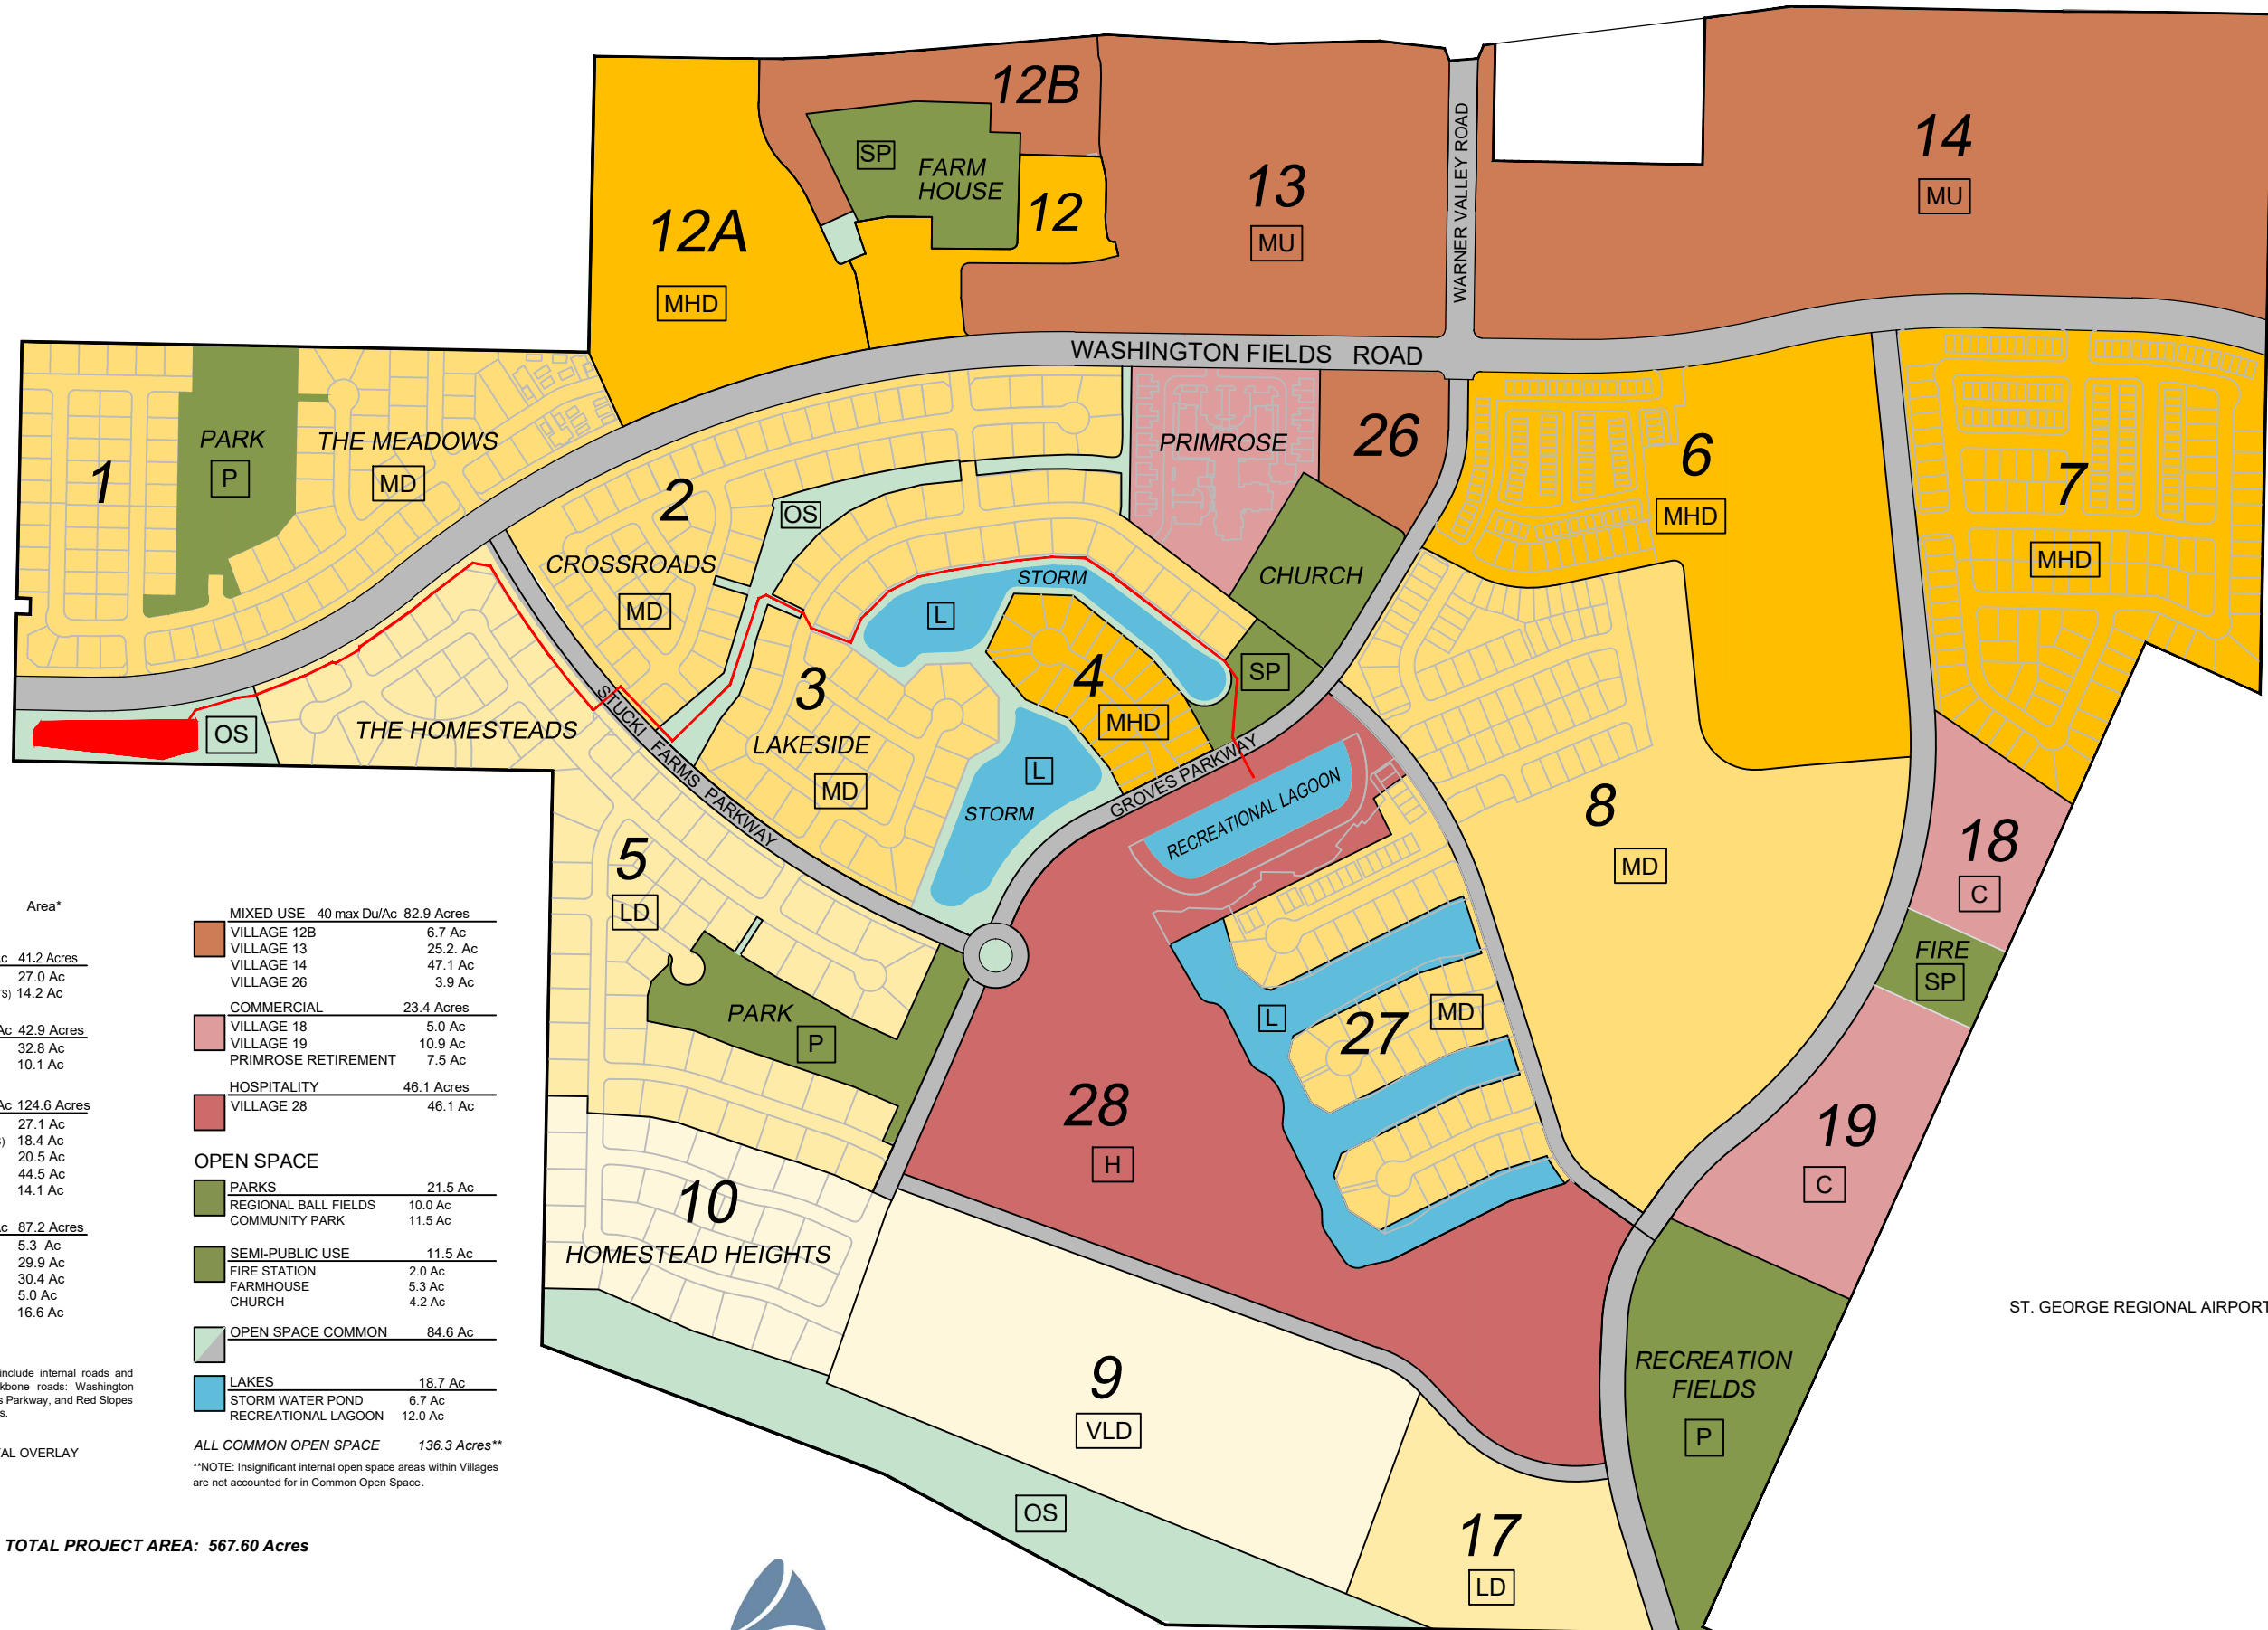 12B
SP
FARM
HOUSE
12
12A
MHD
13
MU
WARNER VALLEY ROAD
14
MU
WASHINGTON FIELDS ROAD
1
PARK
P
THE MEADOWS
MD
2
OS
CROSSROADS
MD
PRIMROSE
26
6
MHD
7
MHD
STORM
L
CHURCH
SP
3
4
MHD
LAKESIDE
MD
L
STORM
OS
THE HOMESTEADS
STUCKI FARMS PARKWAY
GROVES PARKWAY
RECREATIONAL LAGOON
8
MD
18
C
FIRE
SP
5
LD
PARK
P
L
27
MD
28
H
19
C
10
HOMESTEAD HEIGHTS
9
VLD
OS
17
LD
RECREATION
FIELDS
P
ST. GEORGE REGIONAL AIRPORT
Area*
41.2 Acres
27.0 Ac
14.2 Ac
42.9 Acres
32.8 Ac
10.1 Ac
124.6 Acres
27.1 Ac
18.4 Ac
20.5 Ac
44.5 Ac
14.1 Ac
87.2 Acres
5.3 Ac
29.9 Ac
30.4 Ac
5.0 Ac
16.6 Ac
include internal roads and
kbone roads: Washington
s Parkway, and Red Slopes
s.
AL OVERLAY
MIXED USE 40 max Du/Ac 82.9 Acres
VILLAGE 12B 6.7 Ac
VILLAGE 13 25.2. Ac
VILLAGE 14 47.1 Ac
VILLAGE 26 3.9 Ac
COMMERCIAL 23.4 Acres
VILLAGE 18 5.0 Ac
VILLAGE 19 10.9 Ac
PRIMROSE RETIREMENT 7.5 Ac
HOSPITALITY 46.1 Acres
VILLAGE 28 46.1 Ac
OPEN SPACE
PARKS 21.5 Ac
REGIONAL BALL FIELDS 10.0 Ac
COMMUNITY PARK 11.5 Ac
SEMI-PUBLIC USE 11.5 Ac
FIRE STATION 2.0 Ac
FARMHOUSE 5.3 Ac
CHURCH 4.2 Ac
OPEN SPACE COMMON 84.6 Ac
LAKES 18.7 Ac
STORM WATER POND 6.7 Ac
RECREATIONAL LAGOON 12.0 Ac
ALL COMMON OPEN SPACE 136.3 Acres**
**NOTE: Insignificant internal open space areas within Villages
are not accounted for in Common Open Space.
TOTAL PROJECT AREA: 567.60 Acres